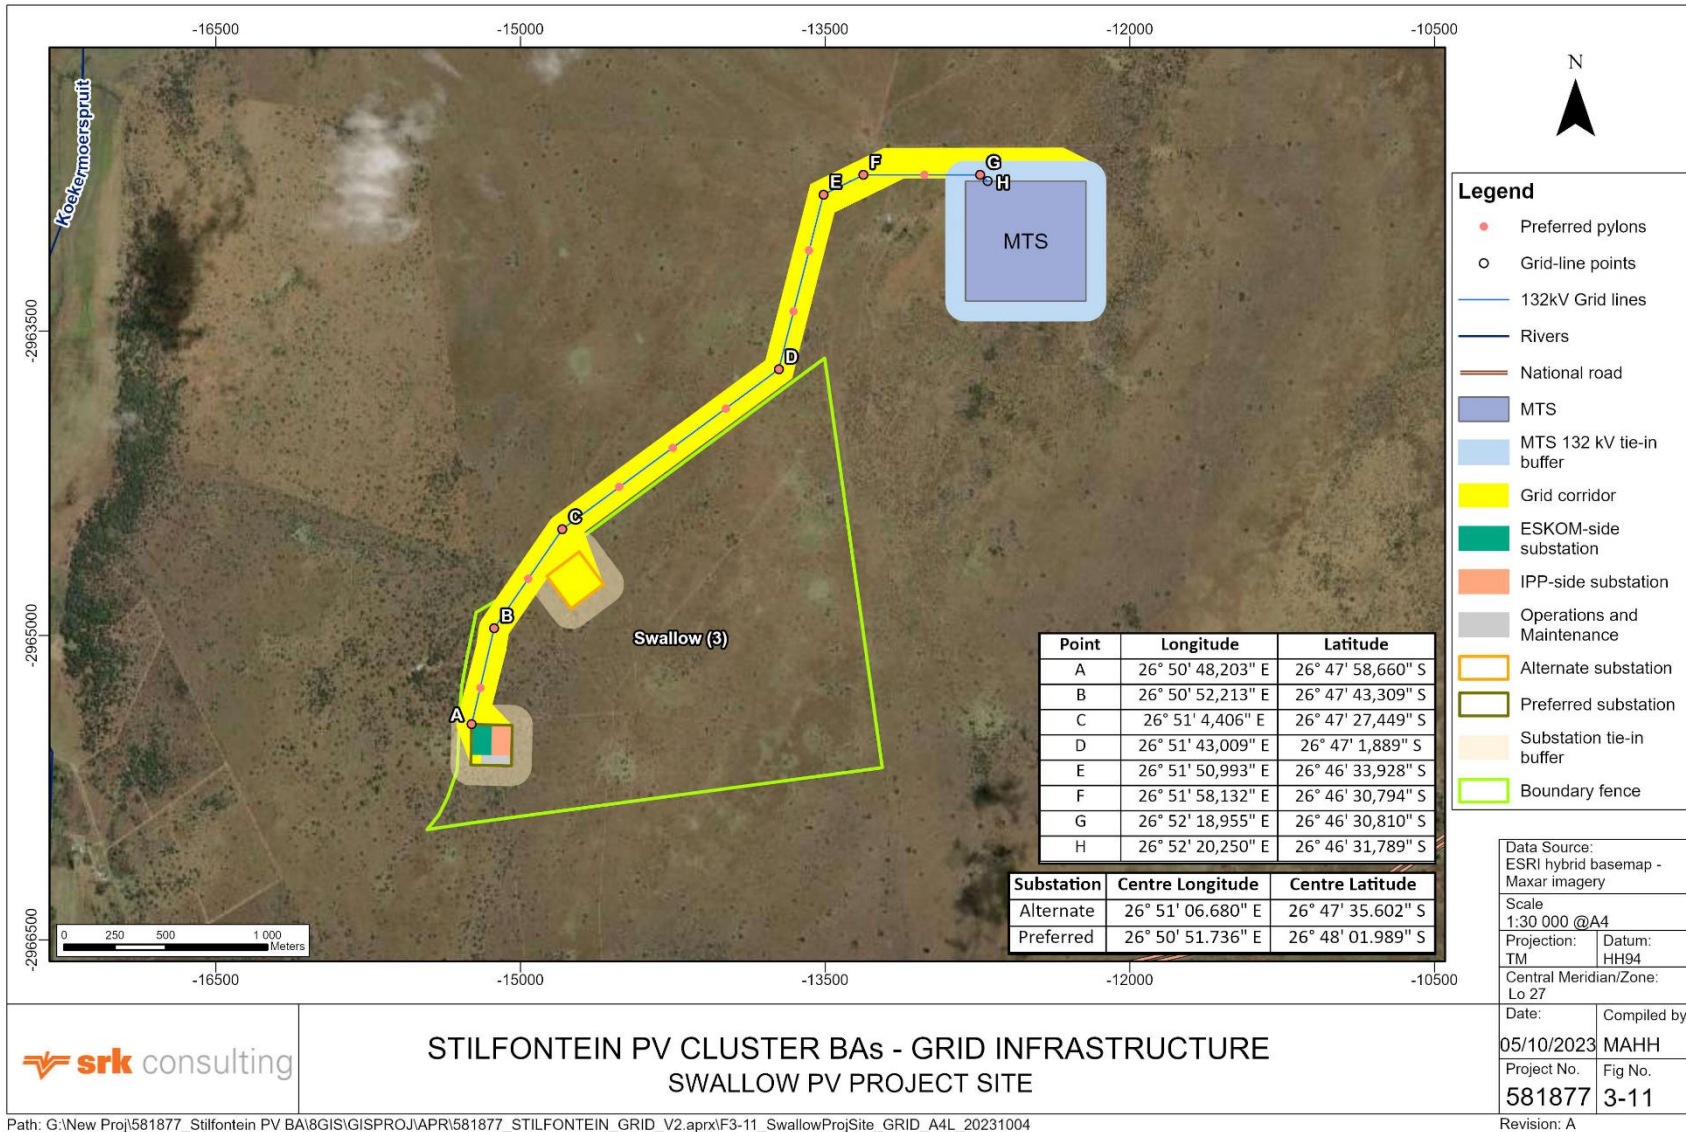 -16500 -15000 -13500 -12000 -10500
-2963500
-2965000
-2966500
Koekemoerspruit
A
B
C
D
E
F
G
H
MTS
Swallow (3)
Point Longitude Latitude
A 26° 50' 48,203" E 26° 47' 58,660" S
B 26° 50' 52,213" E 26° 47' 43,309" S
C 26° 51' 4,406" E 26° 47' 27,449" S
D 26° 51' 43,009" E 26° 47' 1,889" S
E 26° 51' 50,993" E 26° 46' 33,928" S
F 26° 51' 58,132" E 26° 46' 30,794" S
G 26° 52' 18,955" E 26° 46' 30,810" S
H 26° 52' 20,250" E 26° 46' 31,789" S
Substation Centre Longitude Centre Latitude
Alternate 26° 51' 06.680" E 26° 47' 35.602" S
Preferred 26° 50' 51.736" E 26° 48' 01.989" S
0 250 500 1 000
Meters
-16500 -15000 -13500 -12000 -10500
N
Legend
Preferred pylons
Grid-line points
132kV Grid lines
Rivers
National road
MTS
MTS 132 kV tie-in
buffer
Grid corridor
ESKOM-side
substation
IPP-side substation
Operations and
Maintenance
Alternate substation
Preferred substation
Substation tie-in
buffer
Boundary fence
Data Source:
ESRI hybrid basemap -
Maxar imagery
Scale
1:30 000 @A4
Projection: Datum:
TM HH94
Central Meridian/Zone:
Lo 27
Date: Compiled by
05/10/2023 MAHH
Project No. Fig No.
581877 3-11
Revision: A
srk consulting
STILFONTEIN PV CLUSTER BAs - GRID INFRASTRUCTURE
SWALLOW PV PROJECT SITE
Path: G:\New Proj\581877_Stilfontein PV BA\8GIS\GISPROJ\APR\581877_STILFONTEIN_GRID_V2.aprx\F3-11_SwallowProjSite_GRID_A4L_20231004